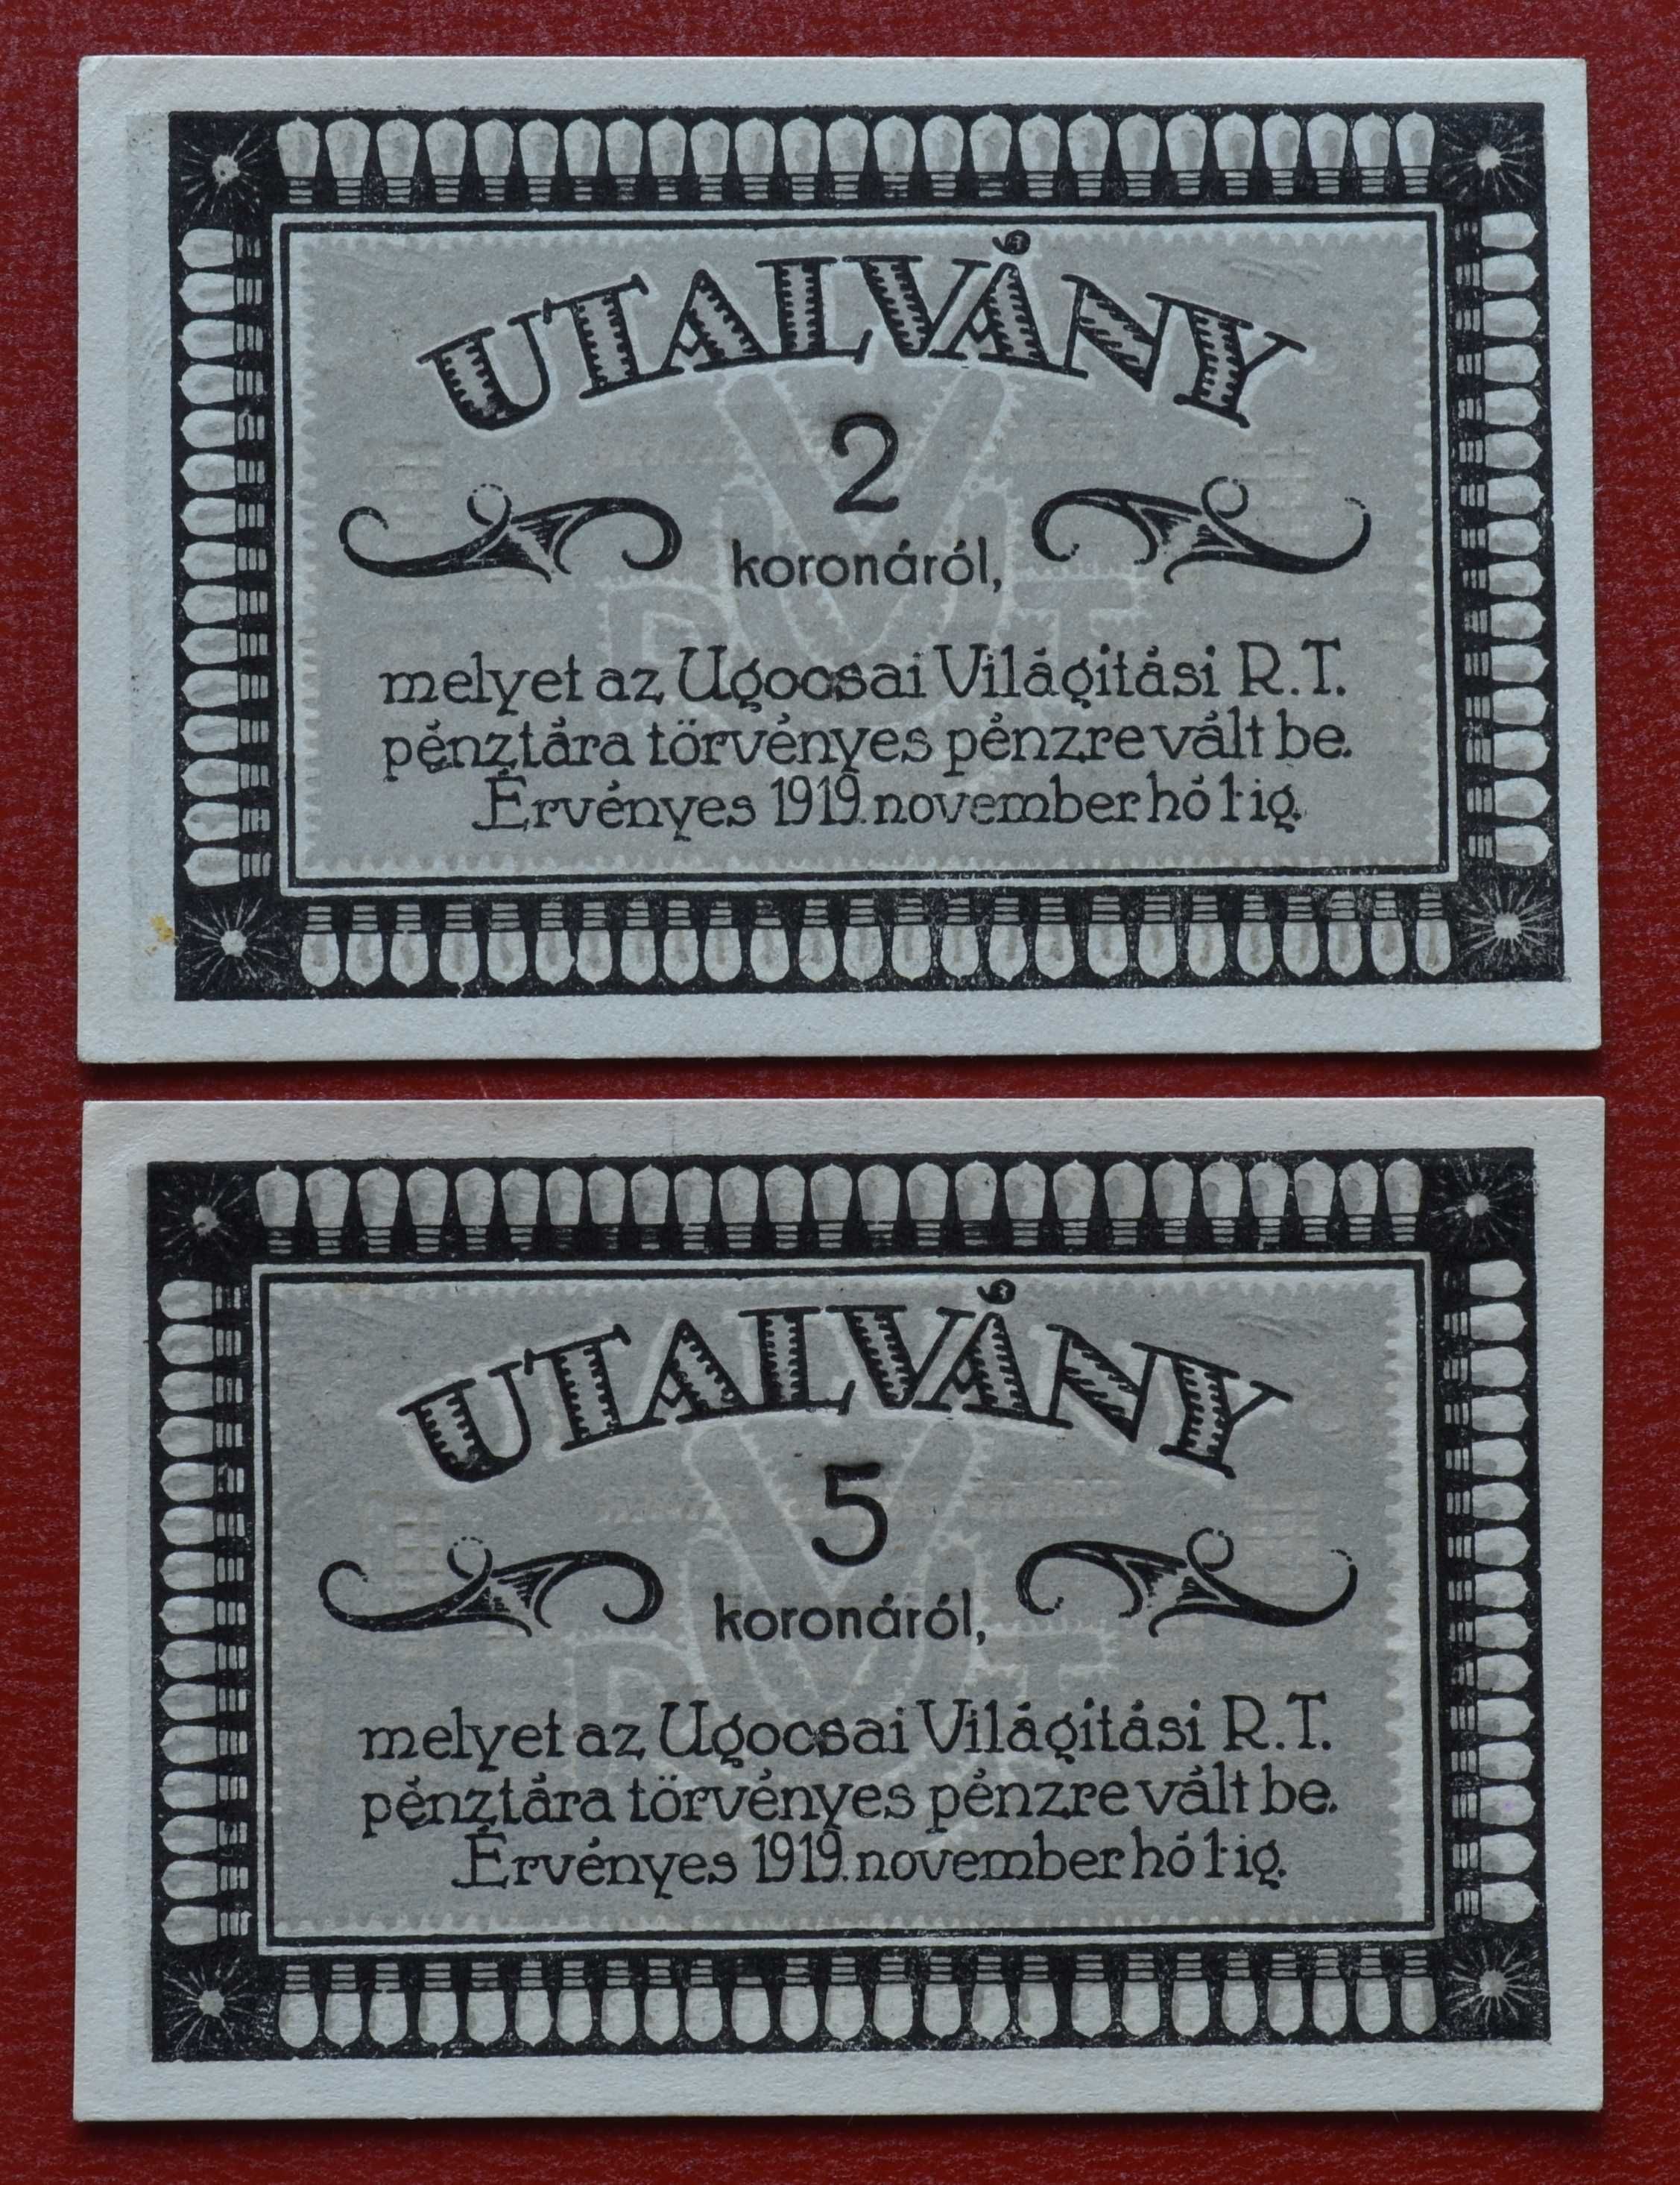 UTALVÁNY
2
koronáról,
melyet az Ugocsai Világitási R.T.
pénztára törvényes pénzre vált be.
Érvényes 1919. november hó 1-ig.
UTALVÁNY
5
koronáról,
melyet az Ugocsai Világitási R.T.
pénztára törvényes pénzre vált be.
Érvényes 1919. november hó 1-ig.